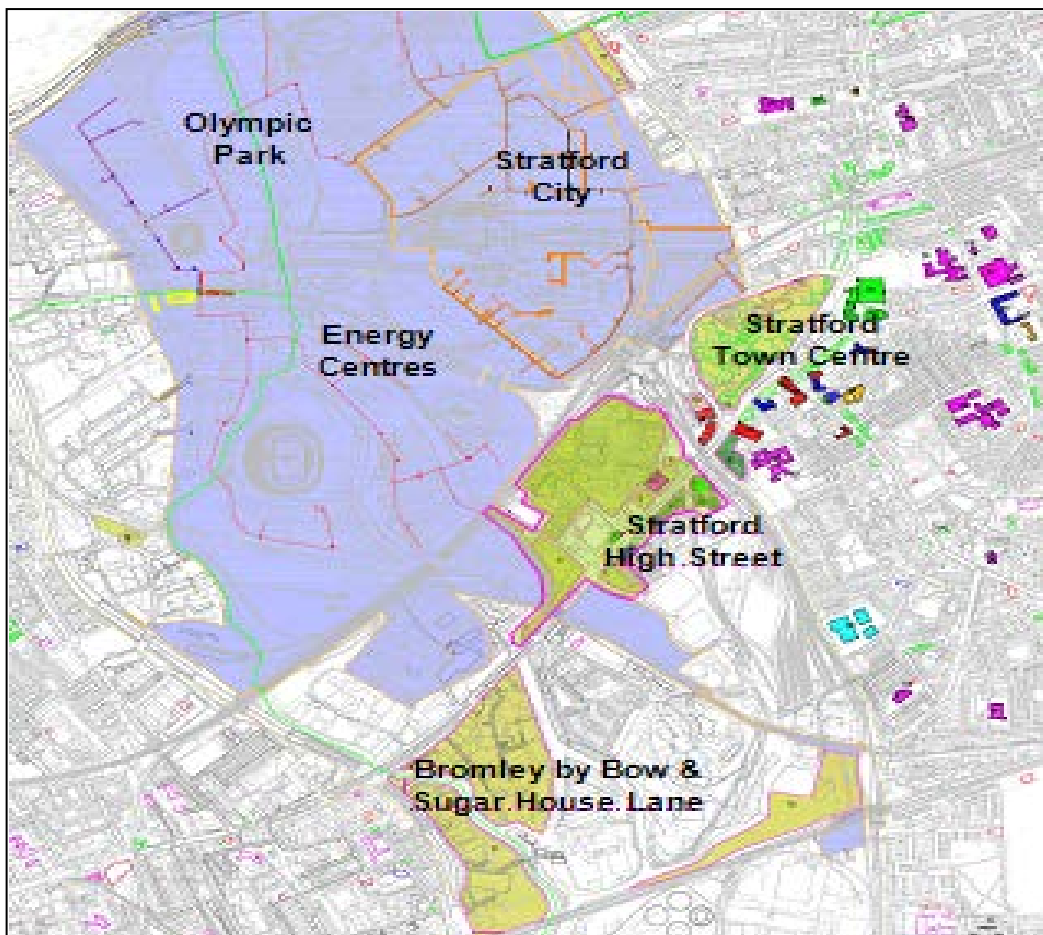 Olympic
Park
Stratford
City
Energy
Centres
Stratford
Town Centre
Stratford
High Street
Bromley by Bow &
Sugar House Lane